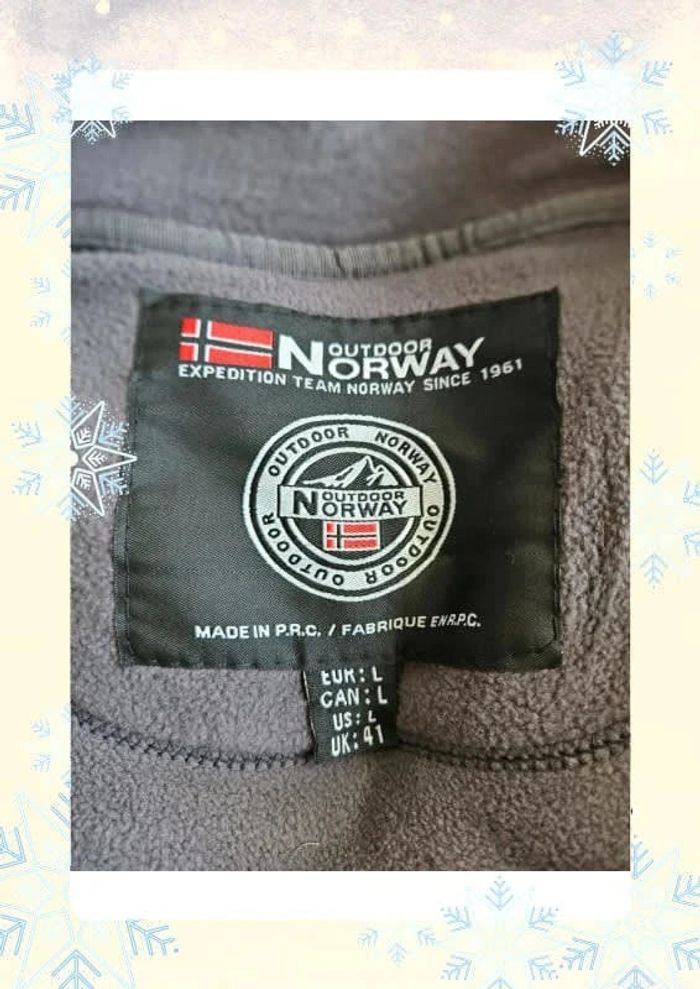 OUTDOOR
NORWAY
EXPEDITION TEAM NORWAY SINCE 1961
OUTDOOR NORWAY OUTDOOR OUTDOOR
OUTDOOR
NORWAY
MADE IN P.R.C. / FABRIQUE EN R.P.C.
EUR: L
CAN: L
US: L
UK: 41